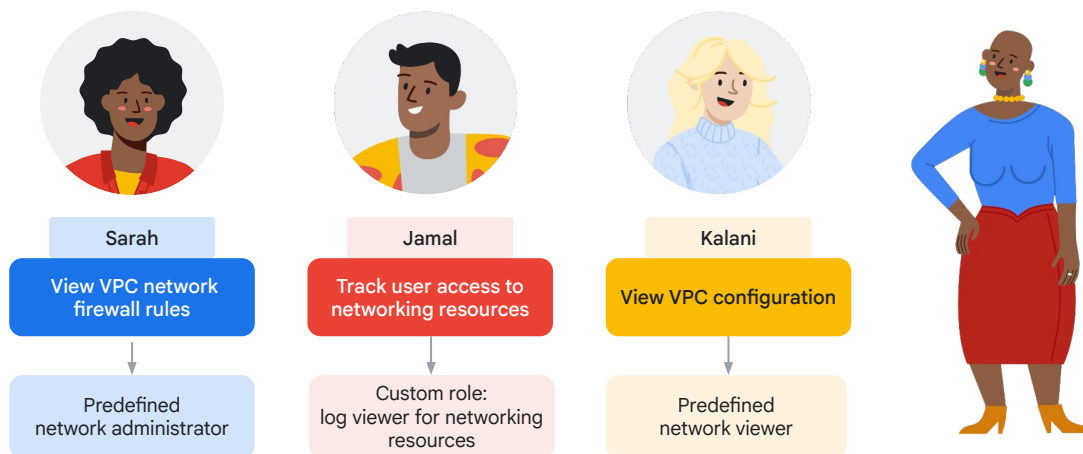 Sarah
View VPC network
firewall rules
Predefined
network administrator
Jamal
Track user access to
networking resources
Custom role:
log viewer for networking
resources
Kalani
View VPC configuration
Predefined
network viewer